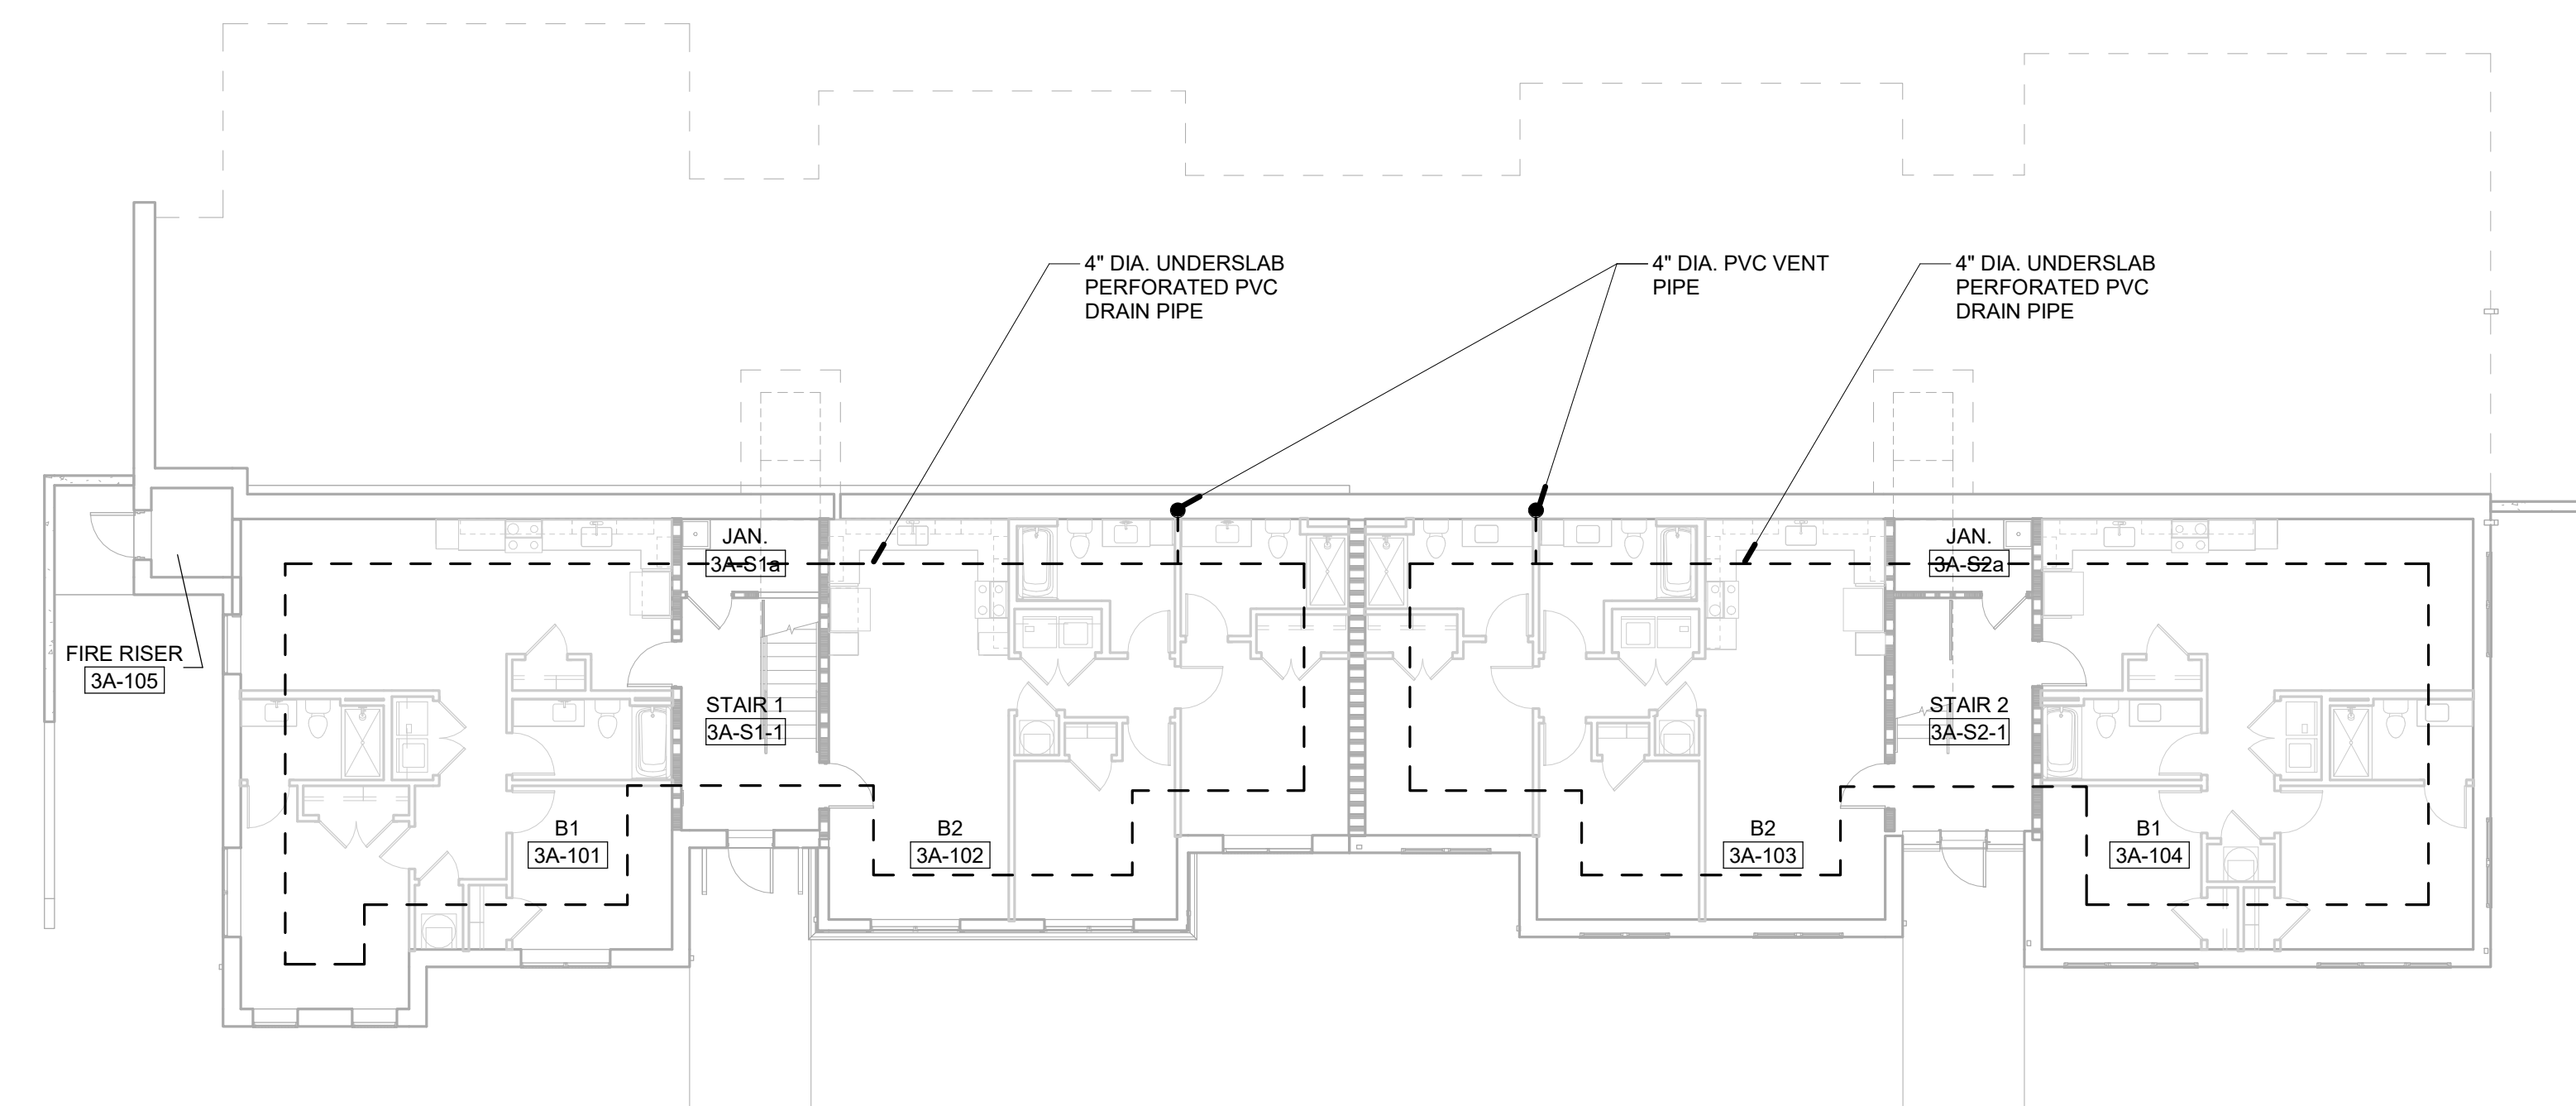 4" DIA. UNDERSLAB
PERFORATED PVC
DRAIN PIPE
4" DIA. PVC VENT
PIPE
4" DIA. UNDERSLAB
PERFORATED PVC
DRAIN PIPE
JAN.
3A-S1a
JAN.
3A-S2a
FIRE RISER
3A-105
STAIR 1
3A-S1-1
STAIR 2
3A-S2-1
B1
3A-101
B2
3A-102
B2
3A-103
B1
3A-104